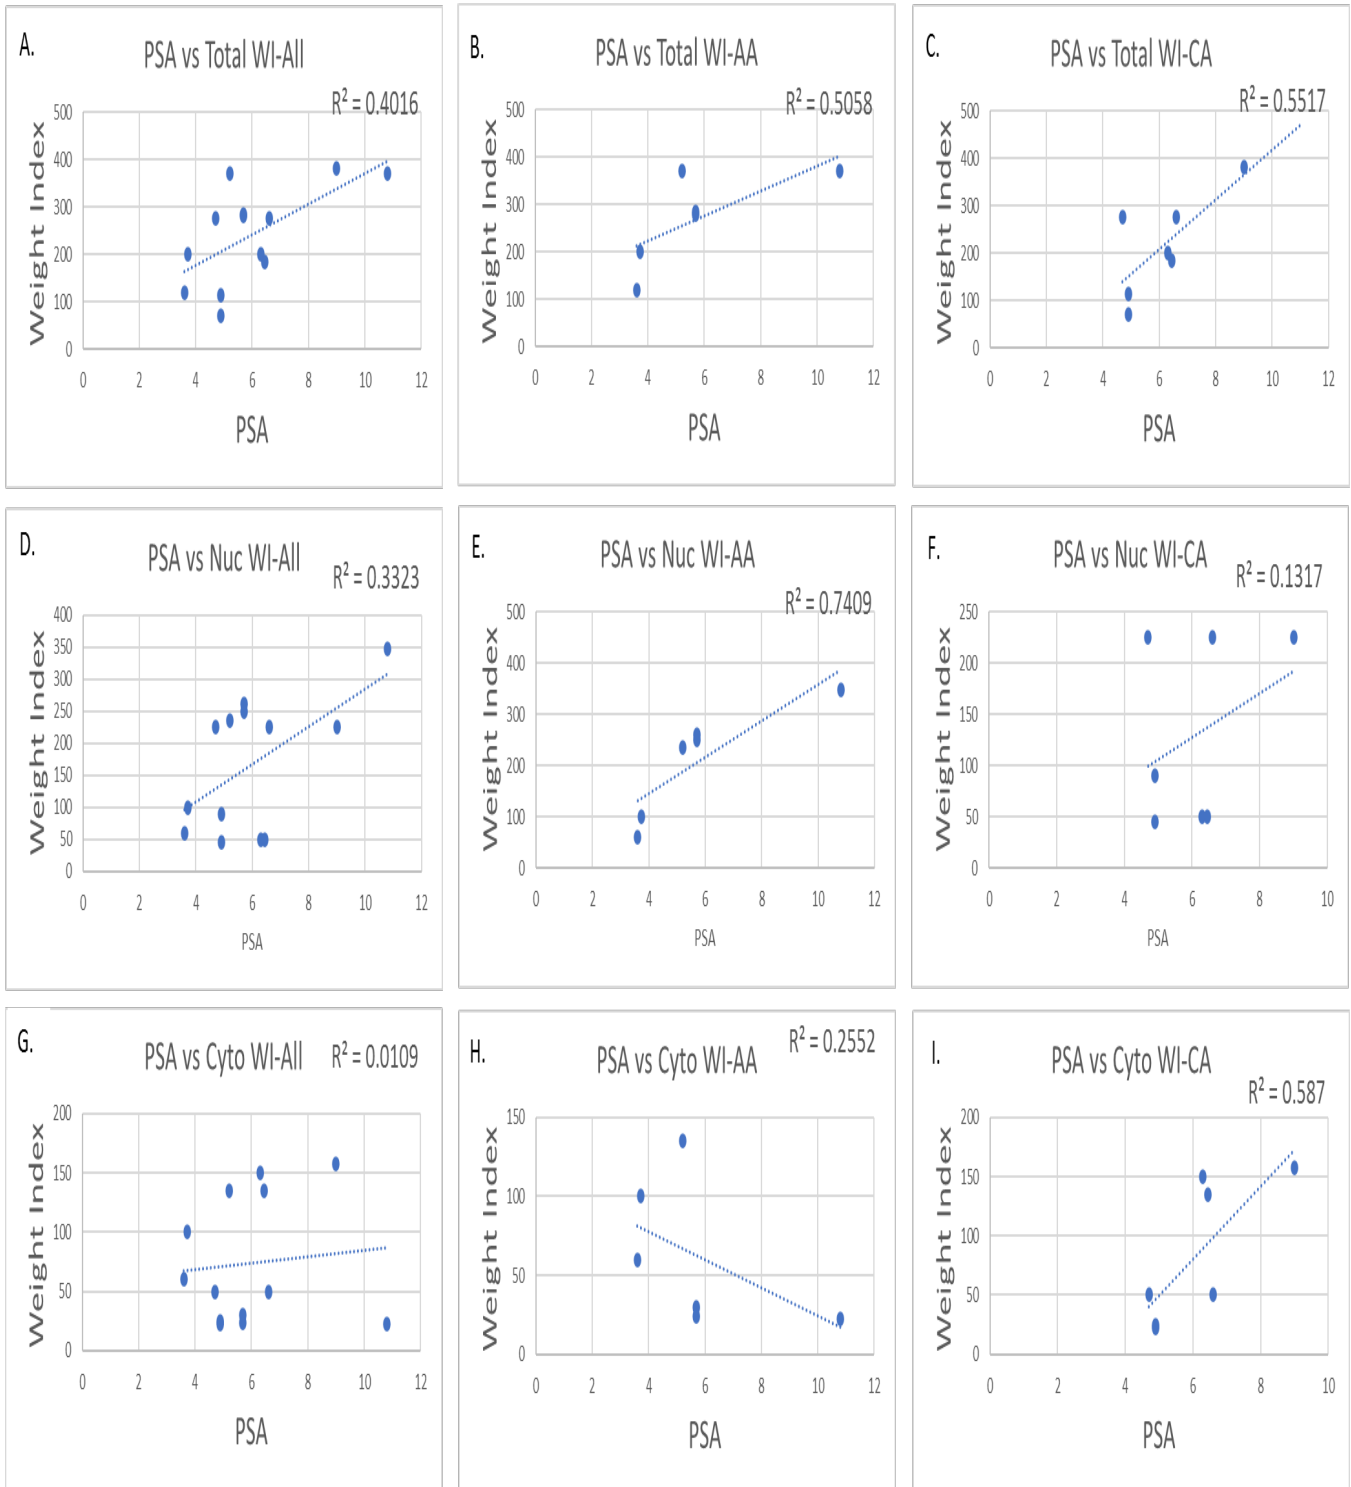 A.
PSA vs Total WI-All
R² = 0.4016
Weight Index
500
400
300
200
100
0
0 2 4 6 8 10 12
PSA
B.
PSA vs Total WI-AA
R² = 0.5058
Weight Index
500
400
300
200
100
0
0 2 4 6 8 10 12
PSA
C.
PSA vs Total WI-CA
R² = 0.5517
Weight Index
500
400
300
200
100
0
0 2 4 6 8 10 12
PSA
D.
PSA vs Nuc WI-All
R² = 0.3323
Weight Index
400
350
300
250
200
150
100
50
0
0 2 4 6 8 10 12
PSA
E.
PSA vs Nuc WI-AA
R² = 0.7409
Weight Index
500
400
300
200
100
0
0 2 4 6 8 10 12
PSA
F.
PSA vs Nuc WI-CA
R² = 0.1317
Weight Index
250
200
150
100
50
0
0 2 4 6 8 10
PSA
G.
PSA vs Cyto WI-All
R² = 0.0109
Weight Index
200
150
100
50
0
0 2 4 6 8 10 12
PSA
H.
PSA vs Cyto WI-AA
R² = 0.2552
Weight Index
150
100
50
0
0 2 4 6 8 10 12
PSA
I.
PSA vs Cyto WI-CA
R² = 0.587
Weight Index
200
150
100
50
0
0 2 4 6 8 10
PSA